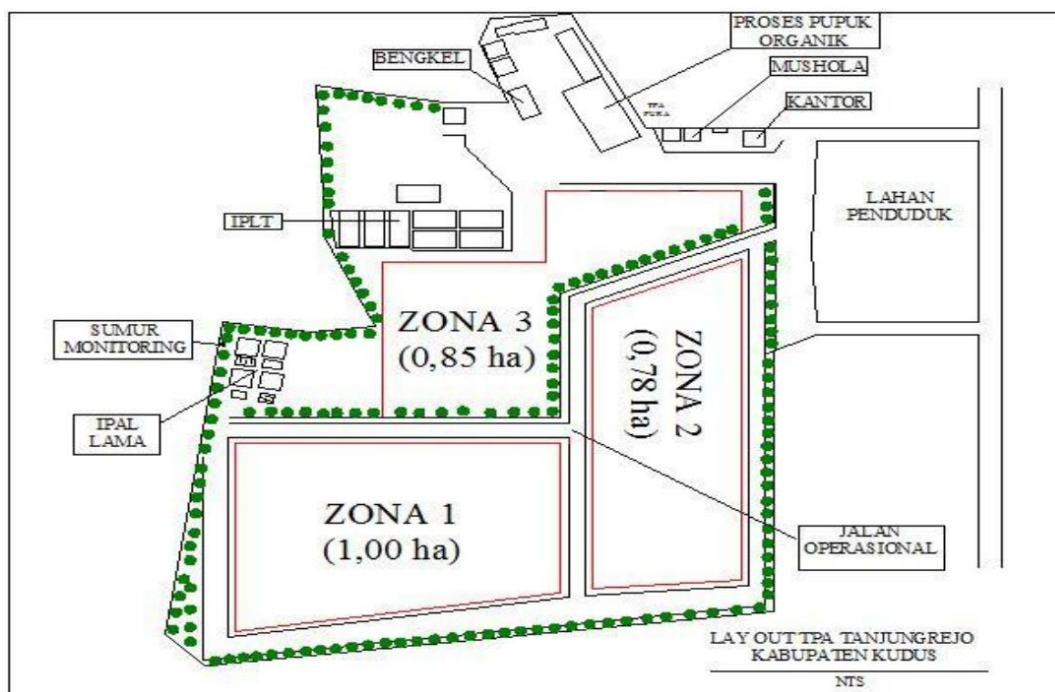 PROSES PUPUK
ORGANIK
BENGKEL
MUSHOLA
KANTOR
TPA
LAHAN
PENDUDUK
IPLT
ZONA 3
(0,85 ha)
SUMUR
MONITORING
ZONA 2
(0,78 ha)
IPAL
LAMA
ZONA 1
(1,00 ha)
JALAN
OPERASIONAL
LAY OUT TPA TANJUNGREJO
KABUPATEN KUDUS
NTS